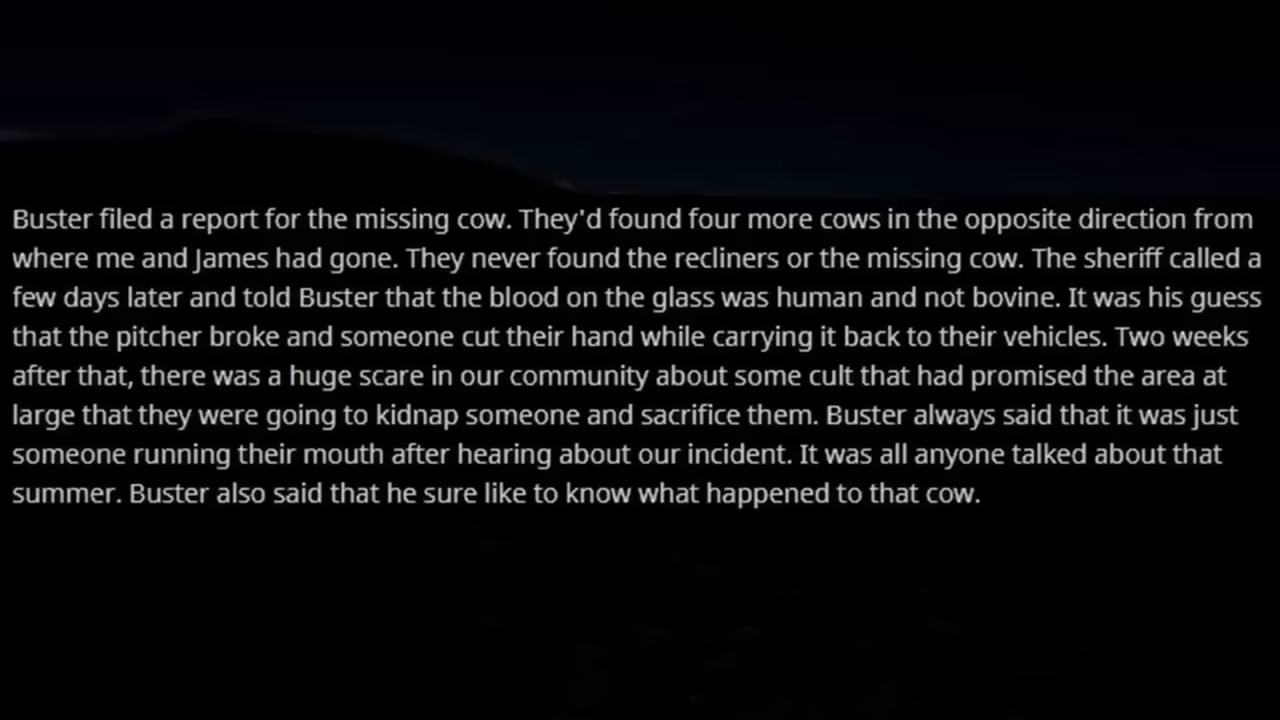 Buster filed a report for the missing cow. They'd found four more cows in the opposite direction from
where me and James had gone. They never found the recliners or the missing cow. The sheriff called a
few days later and told Buster that the blood on the glass was human and not bovine. It was his guess
that the pitcher broke and someone cut their hand while carrying it back to their vehicles. Two weeks
after that, there was a huge scare in our community about some cult that had promised the area at
large that they were going to kidnap someone and sacrifice them. Buster always said that it was just
someone running their mouth after hearing about our incident. It was all anyone talked about that
summer. Buster also said that he sure like to know what happened to that cow.